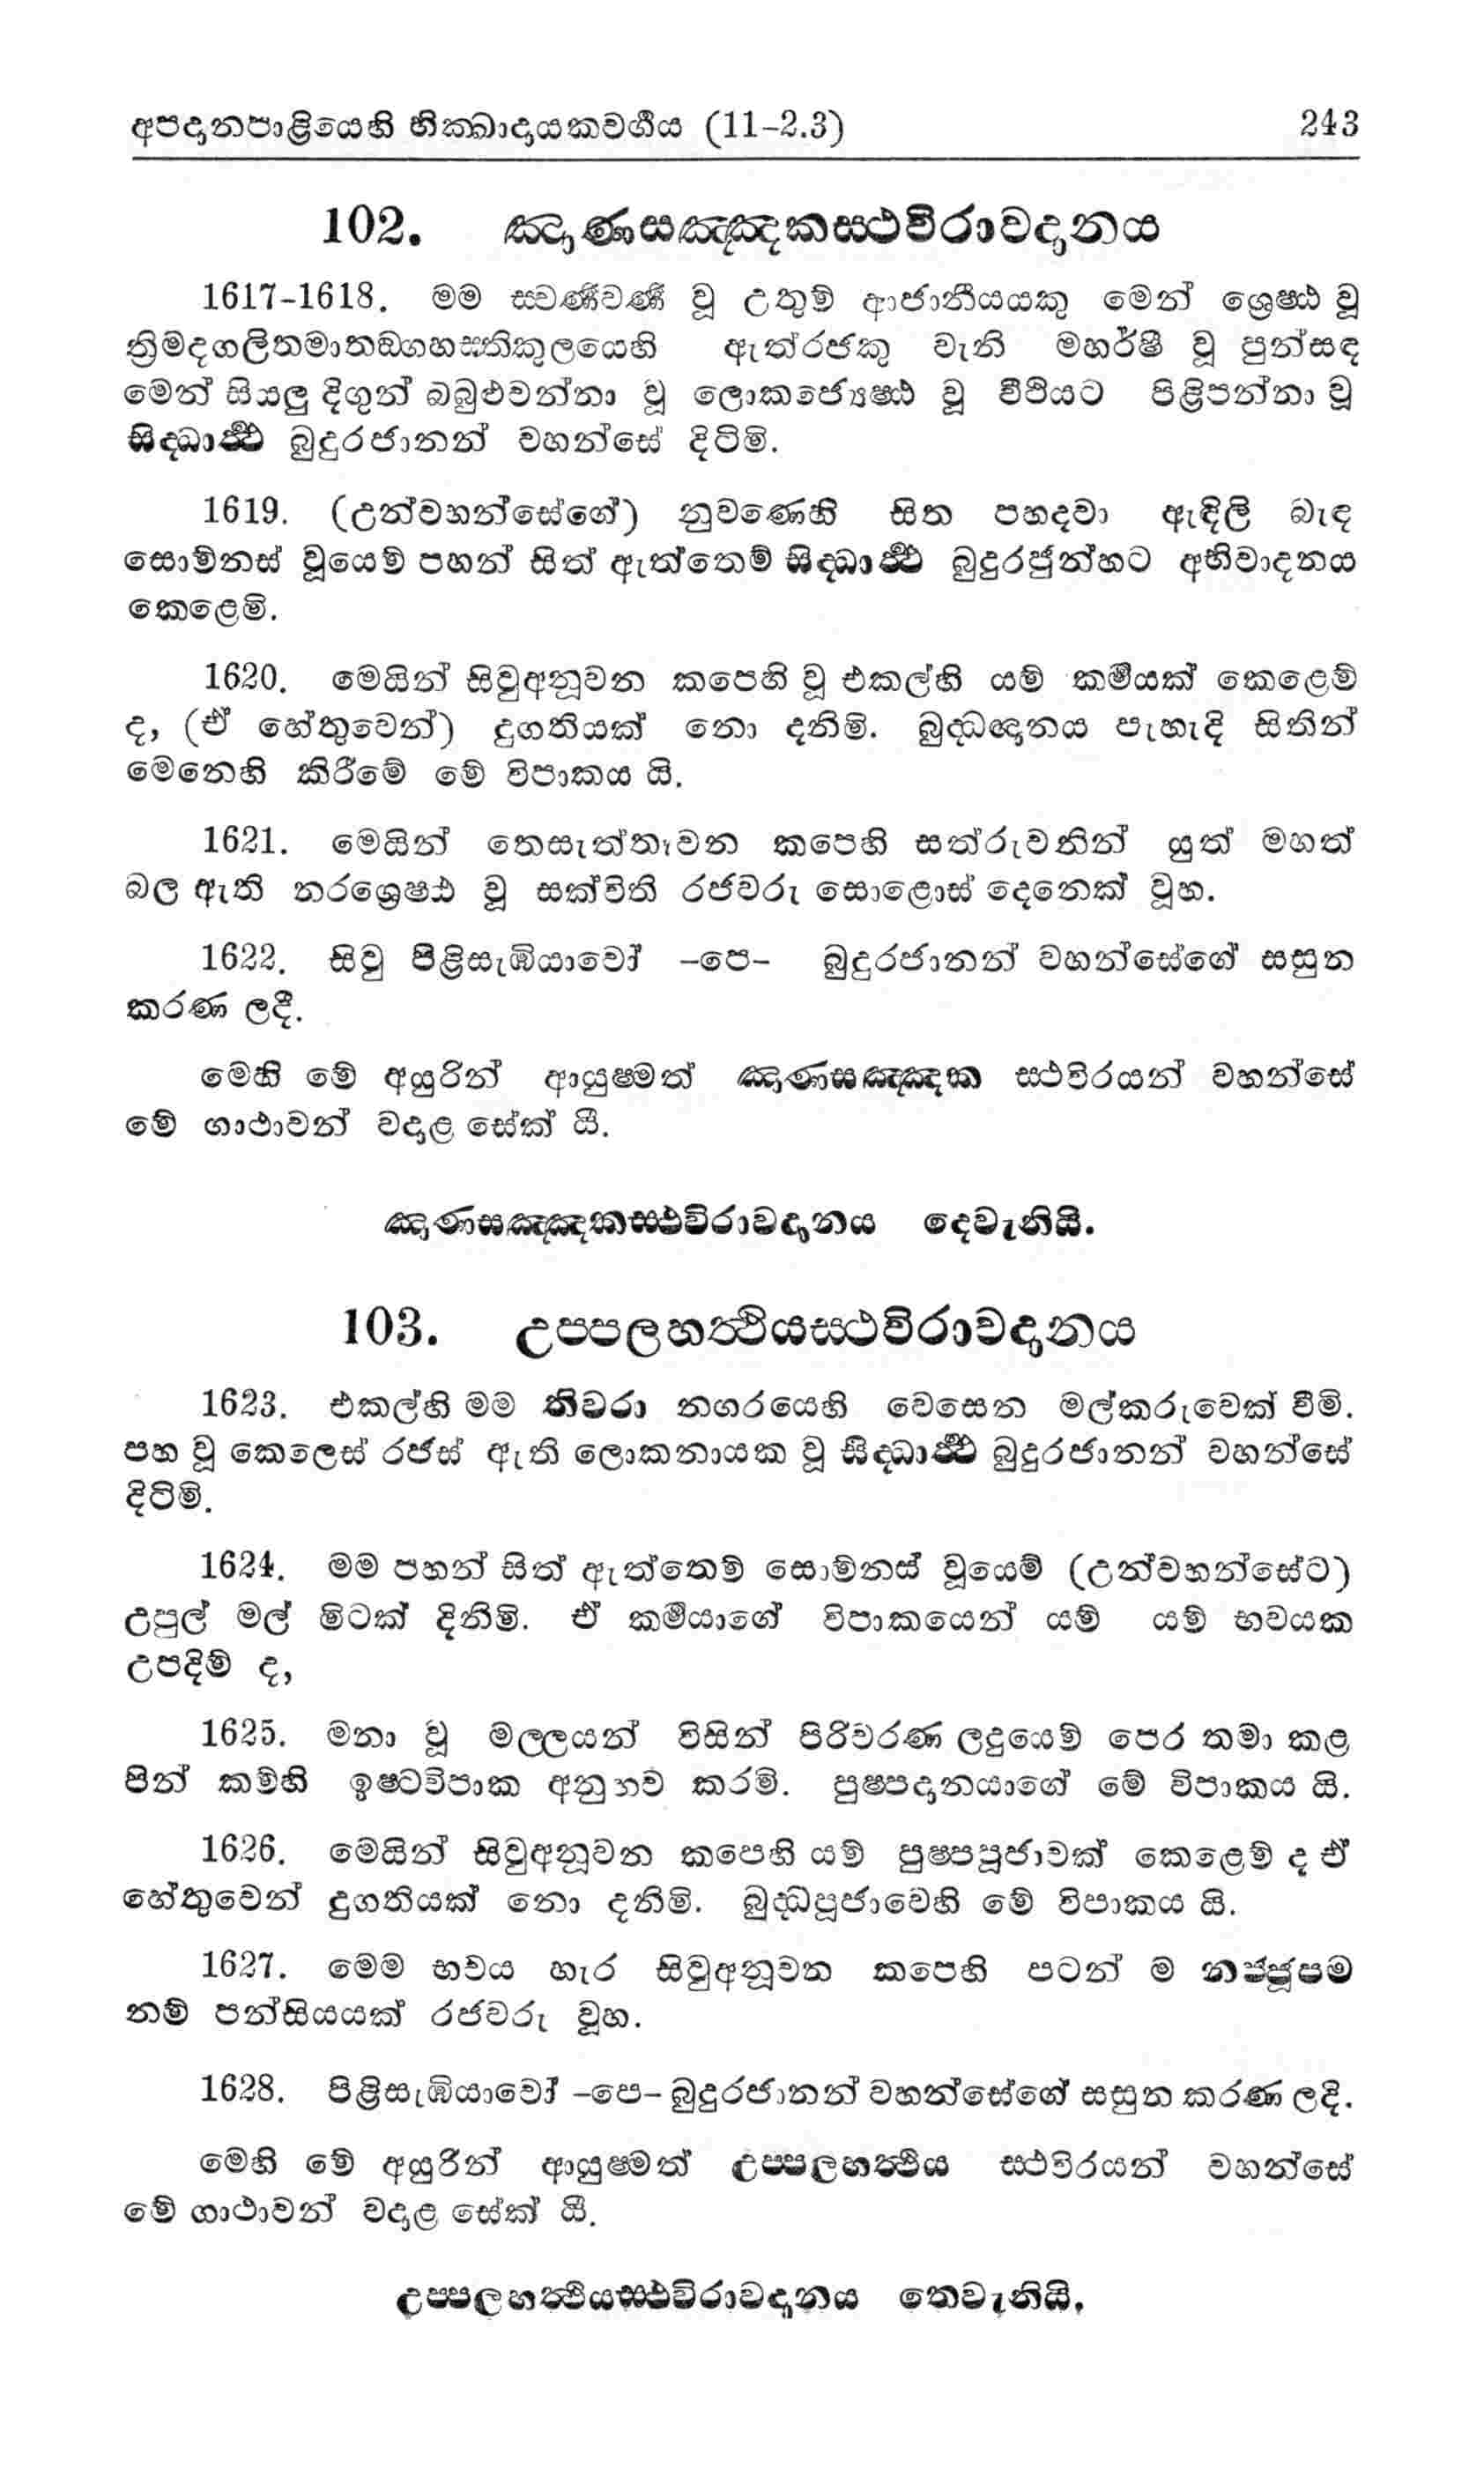 අපදානපාළියෙහි භික්ඛාදායකවර්ගය (11-2.3) 243
102. ඤාණසඤ්ඤකස්ථවිරාවදානය
1617-1618. මම ස්වර්ණවර්ණ වූ උතුම් ආජානීයයකු මෙන් ශ්‍රෙෂ්ඨ වූ
ත්‍රිමදගලිතමාතඞ්ගහස්තිකුලයෙහි ඇත්රජකු වැනි මහර්ෂි වූ පුන්සඳ
මෙන් සියලු දිගුන් බබුළුවන්නා වූ ලොකජ්‍යෙෂ්ඨ වූ වීථියට පිළිපන්නා වූ
සිද්ධාර්ථ බුදුරජානන් වහන්සේ දිටිමි.
1619. (උන්වහන්සේගේ) නුවණෙහි සිත පහදවා ඇඳිලි බැඳ
සොම්නස් වූයෙම් පහන් සිත් ඇත්තෙම් සිද්ධාර්ථ බුදුරජුන්හට අභිවාදනය
කෙළෙමි.
1620. මෙයින් සිවුඅනූවන කපෙහි වූ එකල්හි යම් කර්මයක් කෙළෙම්
ද, (ඒ හේතුවෙන්) දුගතියක් නො දනිමි. බුද්ධඥානය පැහැදි සිතින්
මෙනෙහි කිරීමේ මේ විපාකය යි.
1621. මෙයින් තෙසැත්තෑවන කපෙහි සත්රුවනින් යුත් මහත්
බල ඇති නරශ්‍රෙෂ්ඨ වූ සක්විති රජවරු සොළොස් දෙනෙක් වූහ.
1622. සිවු පිළිසැඹියාවෝ -පෙ- බුදුරජානන් වහන්සේගේ සසුන
කරණ ලදී.
මෙහි මේ අයුරින් ආයුෂ්මත් ඤාණසඤ්ඤක ස්ථවිරයන් වහන්සේ
මේ ගාථාවන් වදාළ සේක් යී.
ඤාණසඤ්ඤකස්ථවිරාවදානය දෙවැනියි.
103. උප්පලහත්ථියස්ථවිරාවදානය
1623. එකල්හි මම තිවරා නගරයෙහි වෙසෙන මල්කරුවෙක් වීමි.
පහ වූ කෙලෙස් රජස් ඇති ලොකනායක වූ සිද්ධාර්ථ බුදුරජානන් වහන්සේ
දිටිමි.
1624. මම පහන් සිත් ඇත්තෙම් සොම්නස් වූයෙම් (උන්වහන්සේට)
උපුල් මල් මිටක් දිනිමි. ඒ කර්මයාගේ විපාකයෙන් යම් යම් භවයක
උපදිම් ද,
1625. මනා වූ මල්ලයන් විසින් පිරිවරණ ලදුයෙම් පෙර තමා කළ
පින් කම්හි ඉෂ්ටවිපාක අනුභව කරමි. පුෂ්පදානයාගේ මේ විපාකය යි.
1626. මෙයින් සිවුඅනූවන කපෙහි යම් පුෂ්පපූජාවක් කෙළෙම් ද ඒ
හේතුවෙන් දුගතියක් නො දනිමි. බුද්ධපූජාවෙහි මේ විපාකය යි.
1627. මෙම භවය හැර සිවුඅනූවන කපෙහි පටන් ම නජ්ජූපම
නම් පන්සියයක් රජවරු වූහ.
1628. පිළිසැඹියාවෝ -පෙ- බුදුරජානන් වහන්සේගේ සසුන කරණ ලදි.
මෙහි මේ අයුරින් ආයුෂ්මත් උප්පලහත්ථිය ස්ථවිරයන් වහන්සේ
මේ ගාථාවන් වදාළ සේක් යී.
උප්පලහත්ථියස්ථවිරාවදානය තෙවැනියි.